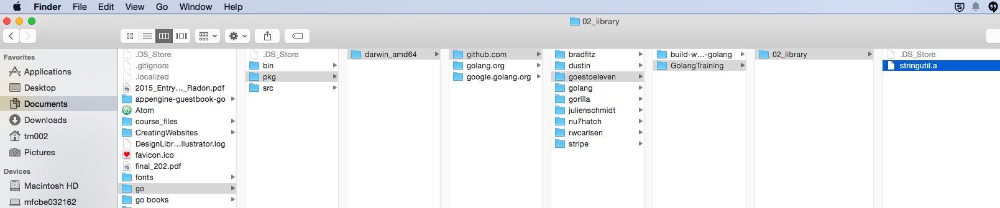 Finder File Edit View Go Window Help
02_library
Favorites
Applications
Desktop
Documents
Downloads
tm002
Pictures
Devices
Macintosh HD
mfcbe032162
.DS_Store
.gitignore
.localized
2015_Entry…_Radon.pdf
appengine-guestbook-go
Atom
course_files
CreatingWebsites
DesignLibr…llustrator.log
favicon.ico
final_202.pdf
fonts
go
go books
.DS_Store
bin
pkg
src
darwin_amd64
github.com
golang.org
google.golang.org
bradfitz
dustin
goestoeleven
golang
gorilla
julienschmidt
nu7hatch
rwcarlsen
stripe
build-w…-golang
GolangTraining
02_library
.DS_Store
stringutil.a